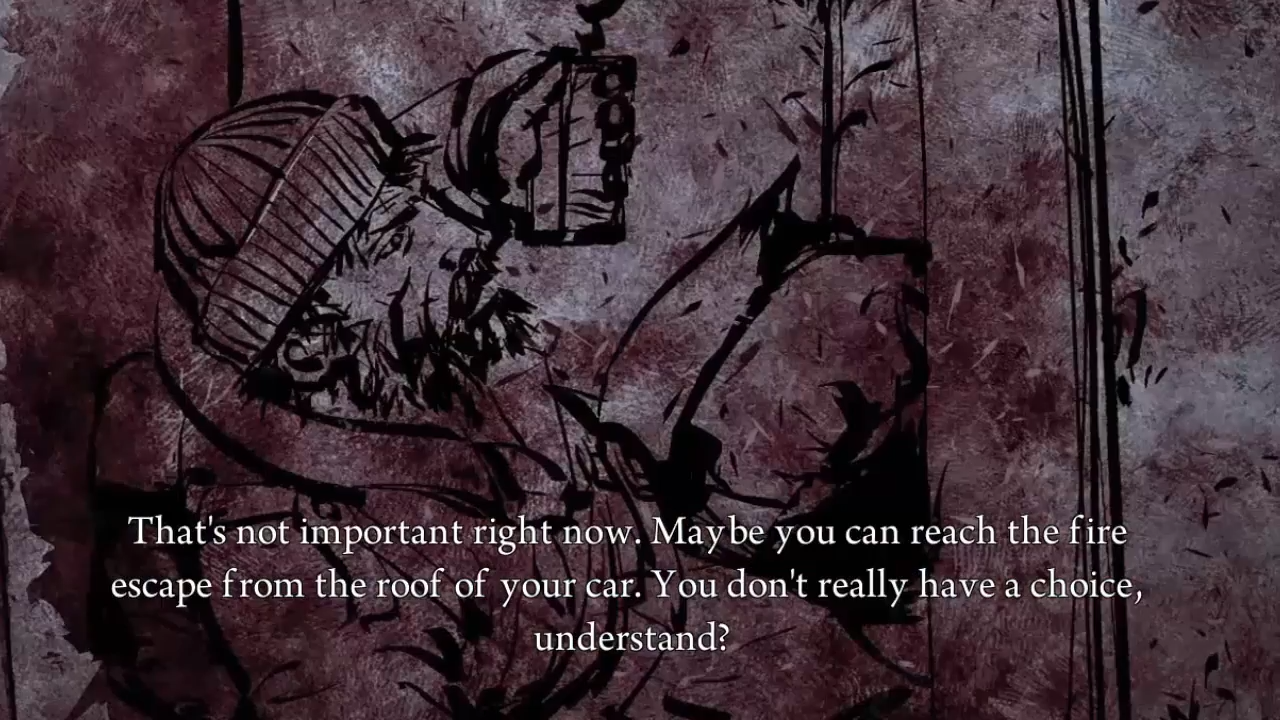 That's not important right now. Maybe you can reach the fire
escape from the roof of your car. You don't really have a choice,
understand?